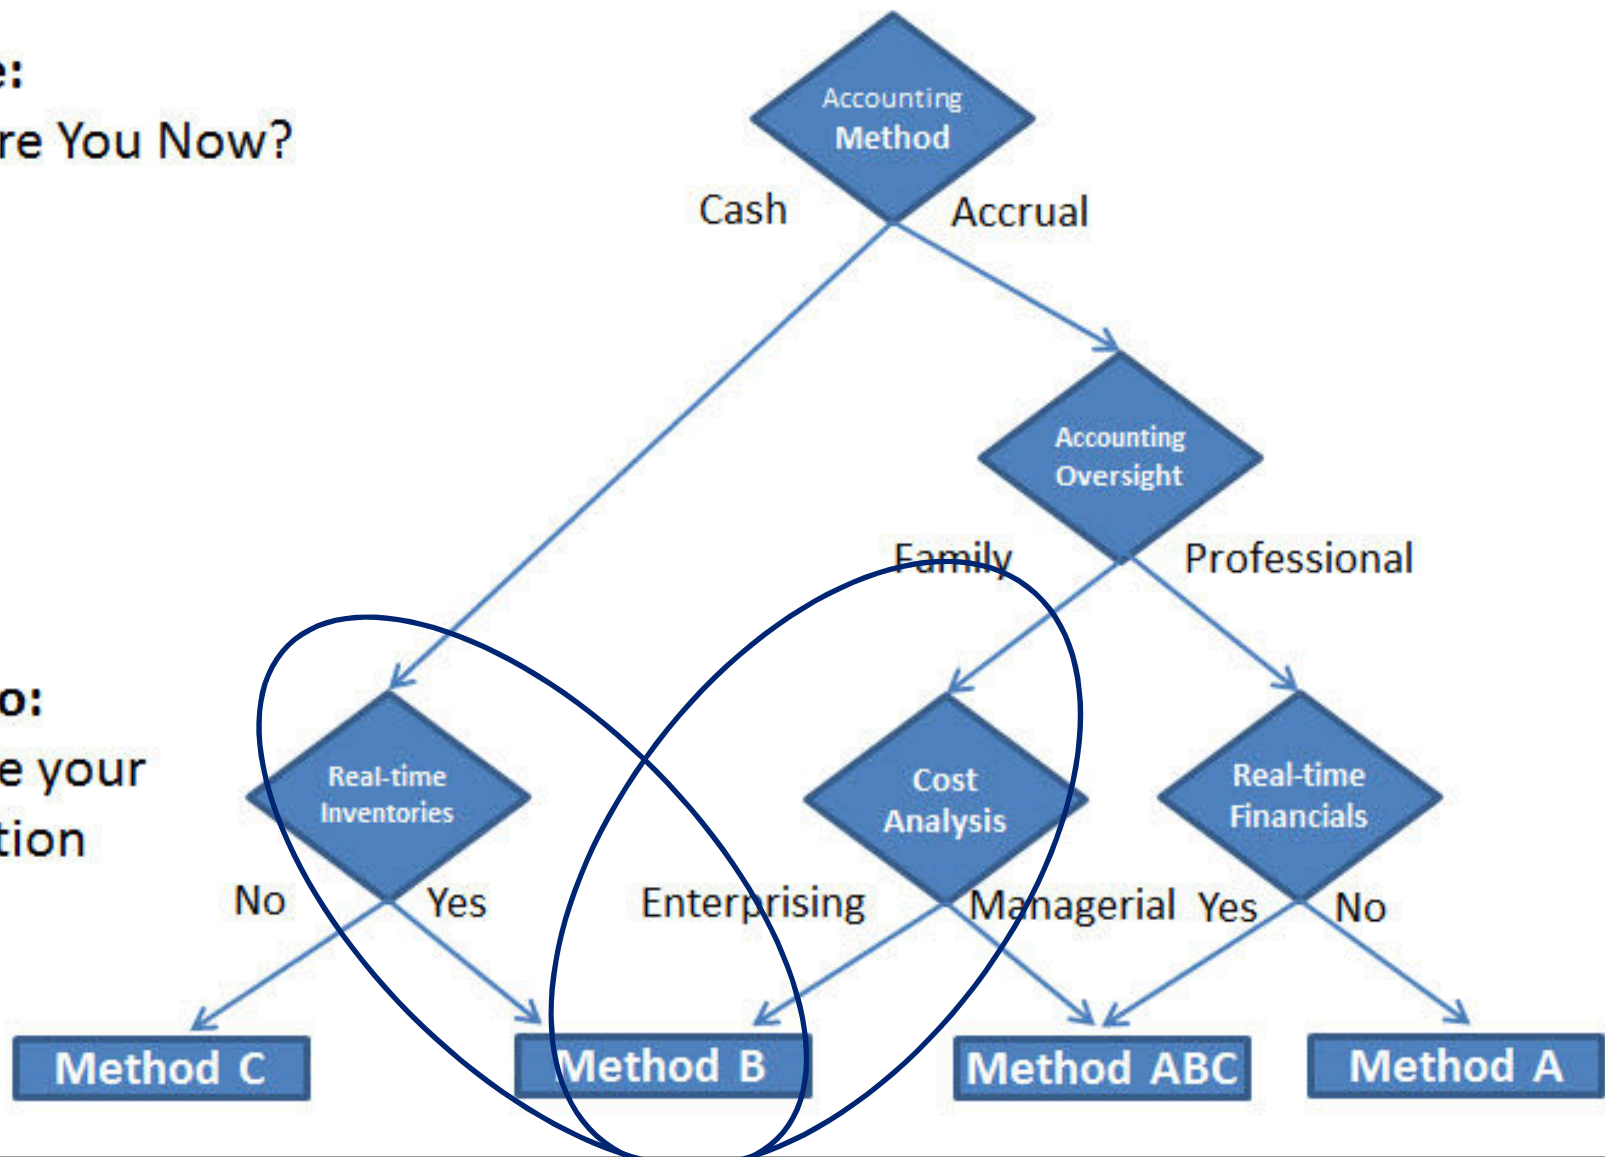 e:
re You Now?
Accounting
Method
Cash
Accrual
Accounting
Oversight
Family
Professional
o:
e your
tion
Real-time
Inventories
Cost
Analysis
Real-time
Financials
No
Yes
Enterprising
Managerial
Yes
No
Method C
Method B
Method ABC
Method A